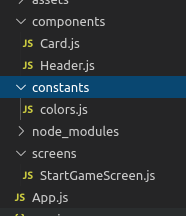 assets
components
JS Card.js
JS Header.js
constants
JS colors.js
node_modules
screens
JS StartGameScreen.js
JS App.js